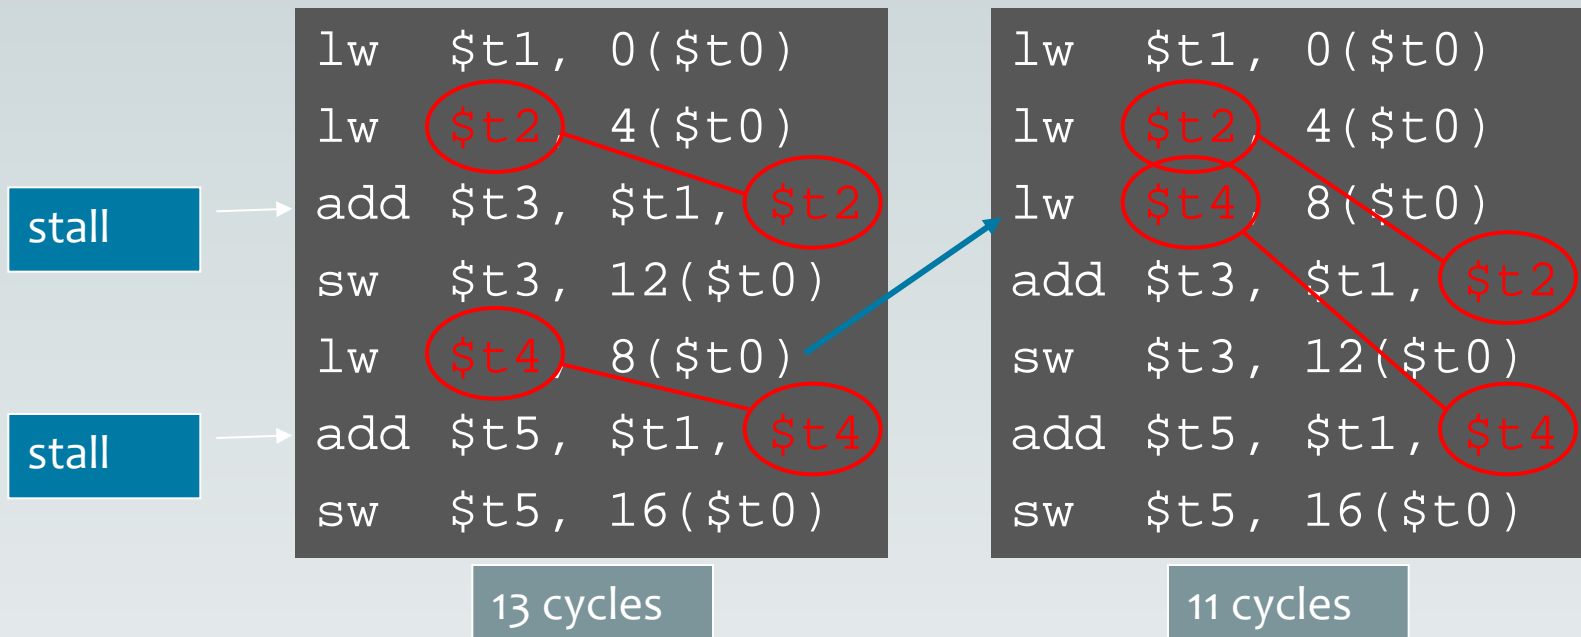 stall
stall
lw $t1, 0($t0)
lw $t2, 4($t0)
add $t3, $t1, $t2
sw $t3, 12($t0)
lw $t4, 8($t0)
add $t5, $t1, $t4
sw $t5, 16($t0)
13 cycles
lw $t1, 0($t0)
lw $t2, 4($t0)
lw $t4, 8($t0)
add $t3, $t1, $t2
sw $t3, 12($t0)
add $t5, $t1, $t4
sw $t5, 16($t0)
11 cycles